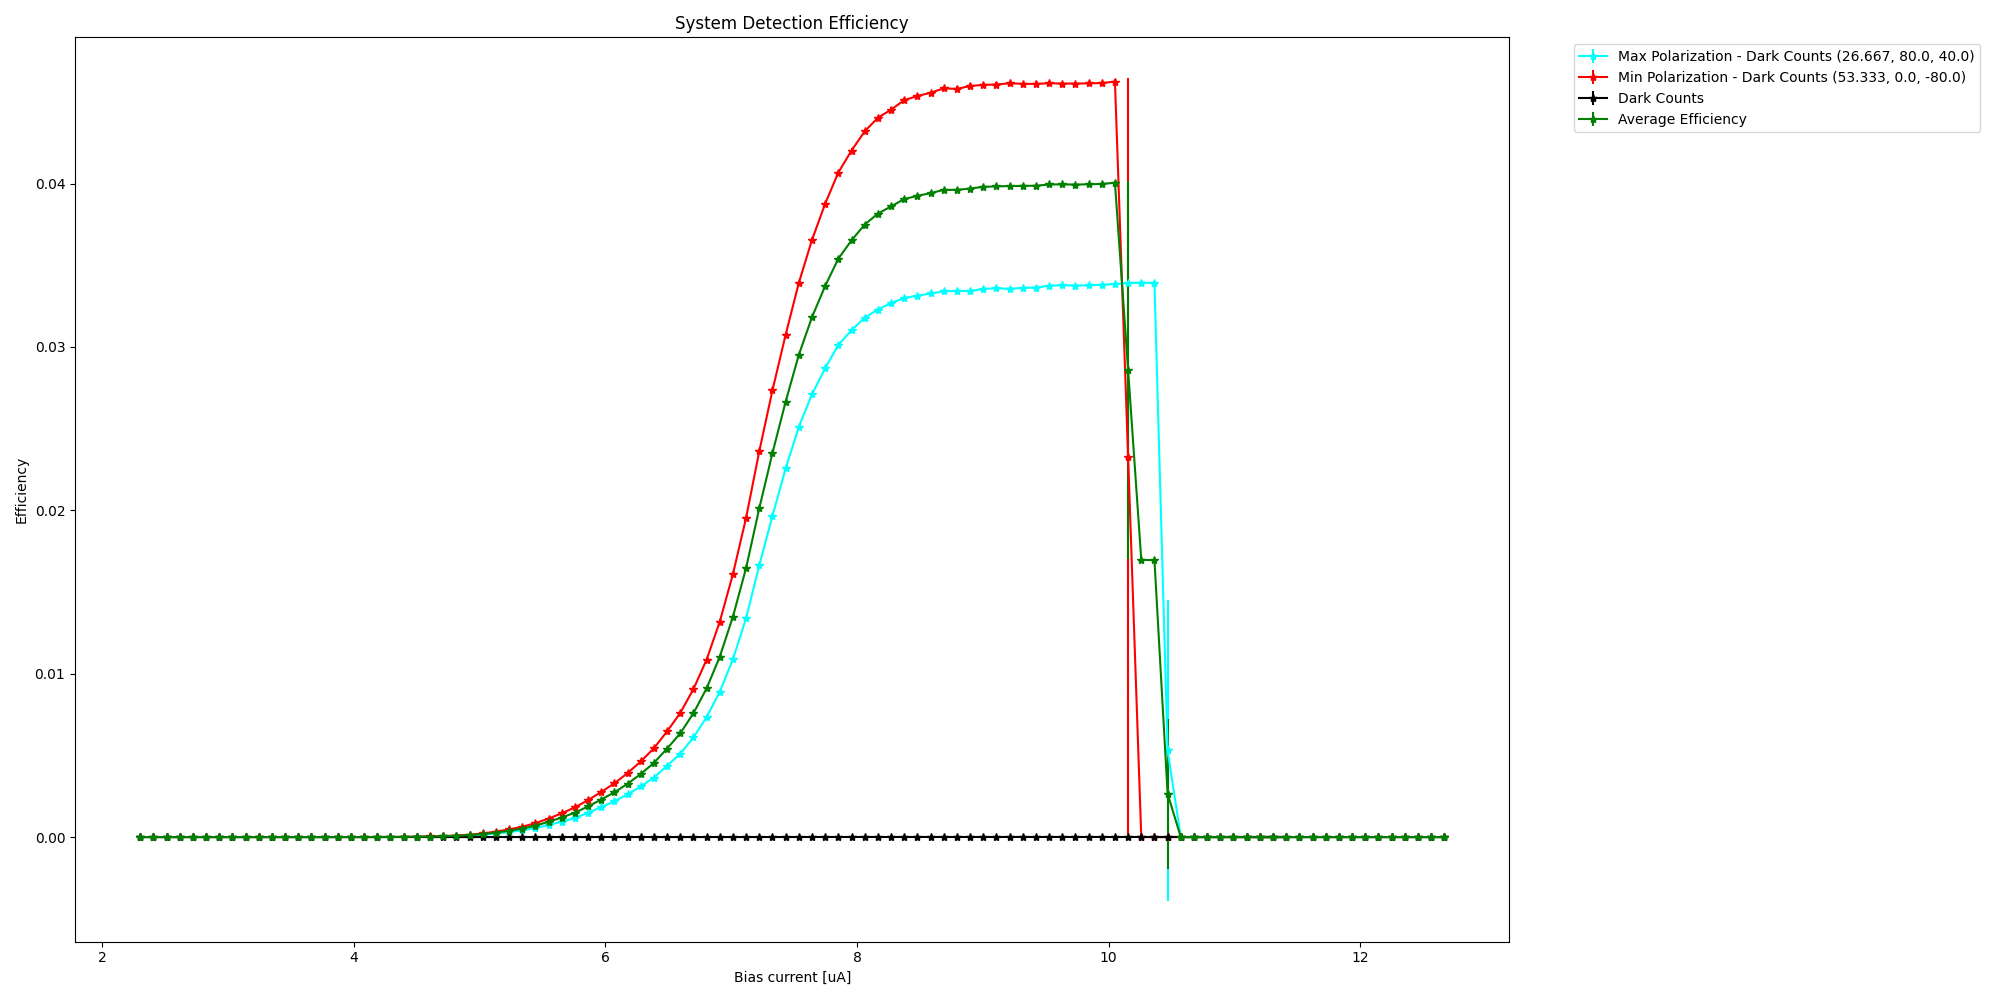 System Detection Efficiency
Max Polarization - Dark Counts (26.667, 80.0, 40.0)
Min Polarization - Dark Counts (53.333, 0.0, -80.0)
Dark Counts
Average Efficiency
Efficiency
0.04
0.03
0.02
0.01
0.00
2 4 6 8 10 12
Bias current [uA]